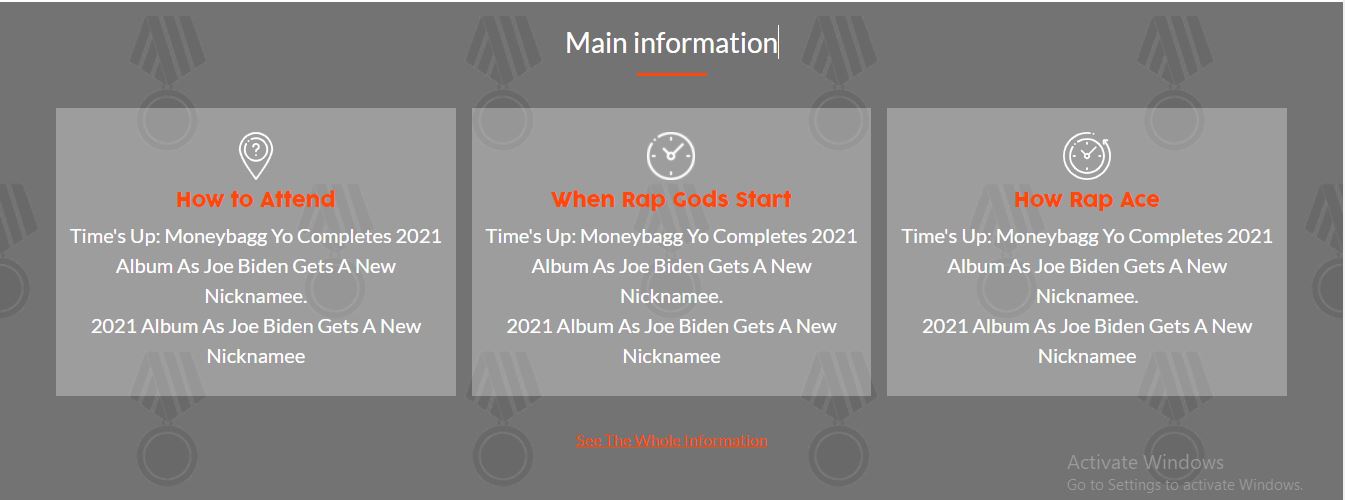 Main information
How to Attend
Time's Up: Moneybagg Yo Completes 2021
Album As Joe Biden Gets A New
Nicknamee.
2021 Album As Joe Biden Gets A New
Nicknamee
When Rap Gods Start
Time's Up: Moneybagg Yo Completes 2021
Album As Joe Biden Gets A New
Nicknamee.
2021 Album As Joe Biden Gets A New
Nicknamee
How Rap Ace
Time's Up: Moneybagg Yo Completes 2021
Album As Joe Biden Gets A New
Nicknamee.
2021 Album As Joe Biden Gets A New
Nicknamee
See The Whole Information
Activate Windows
Go to Settings to activate Windows.